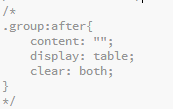 /*
.group:after{
    content: "";
    display: table;
    clear: both;
}
*/